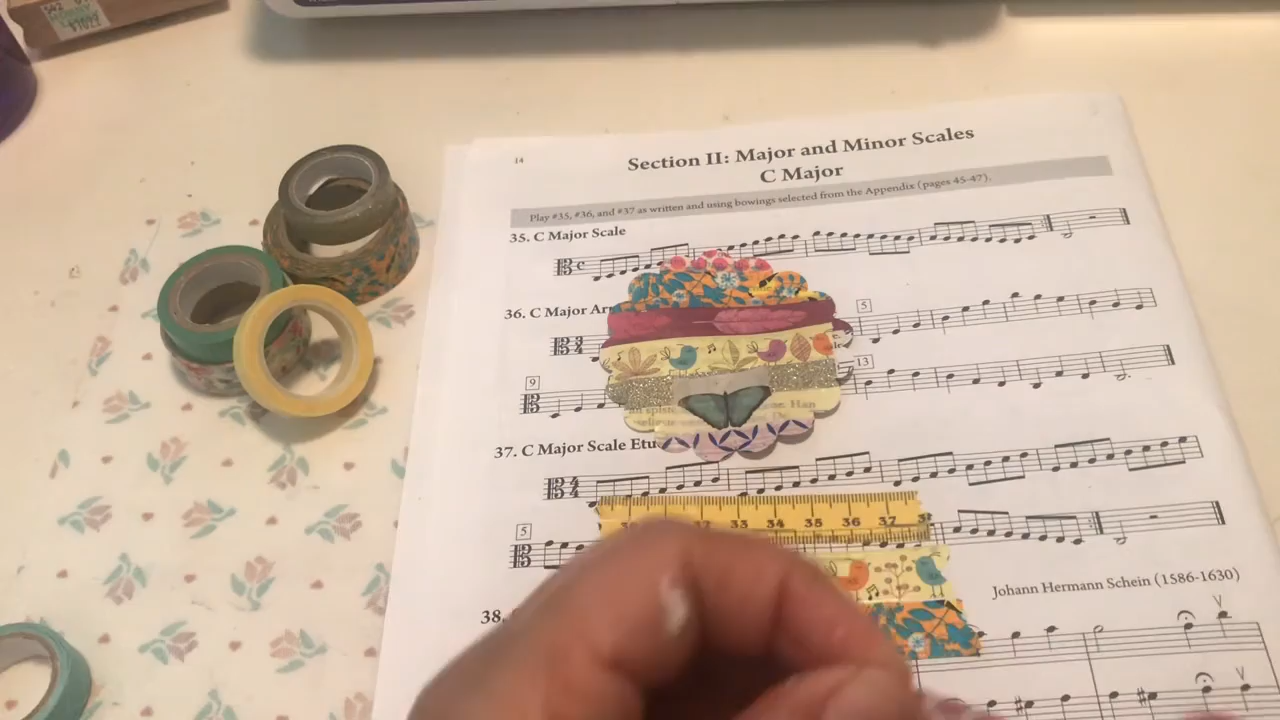 14
Section II: Major and Minor Scales
C Major
Play #35, #36, and #37 as written and using bowings selected from the Appendix (pages 45-47).
35. C Major Scale
36. C Major Ar
5
9
13
Han
37. C Major Scale Etu
5
33 34 35 36 37
Johann Hermann Schein (1586-1630)
38.